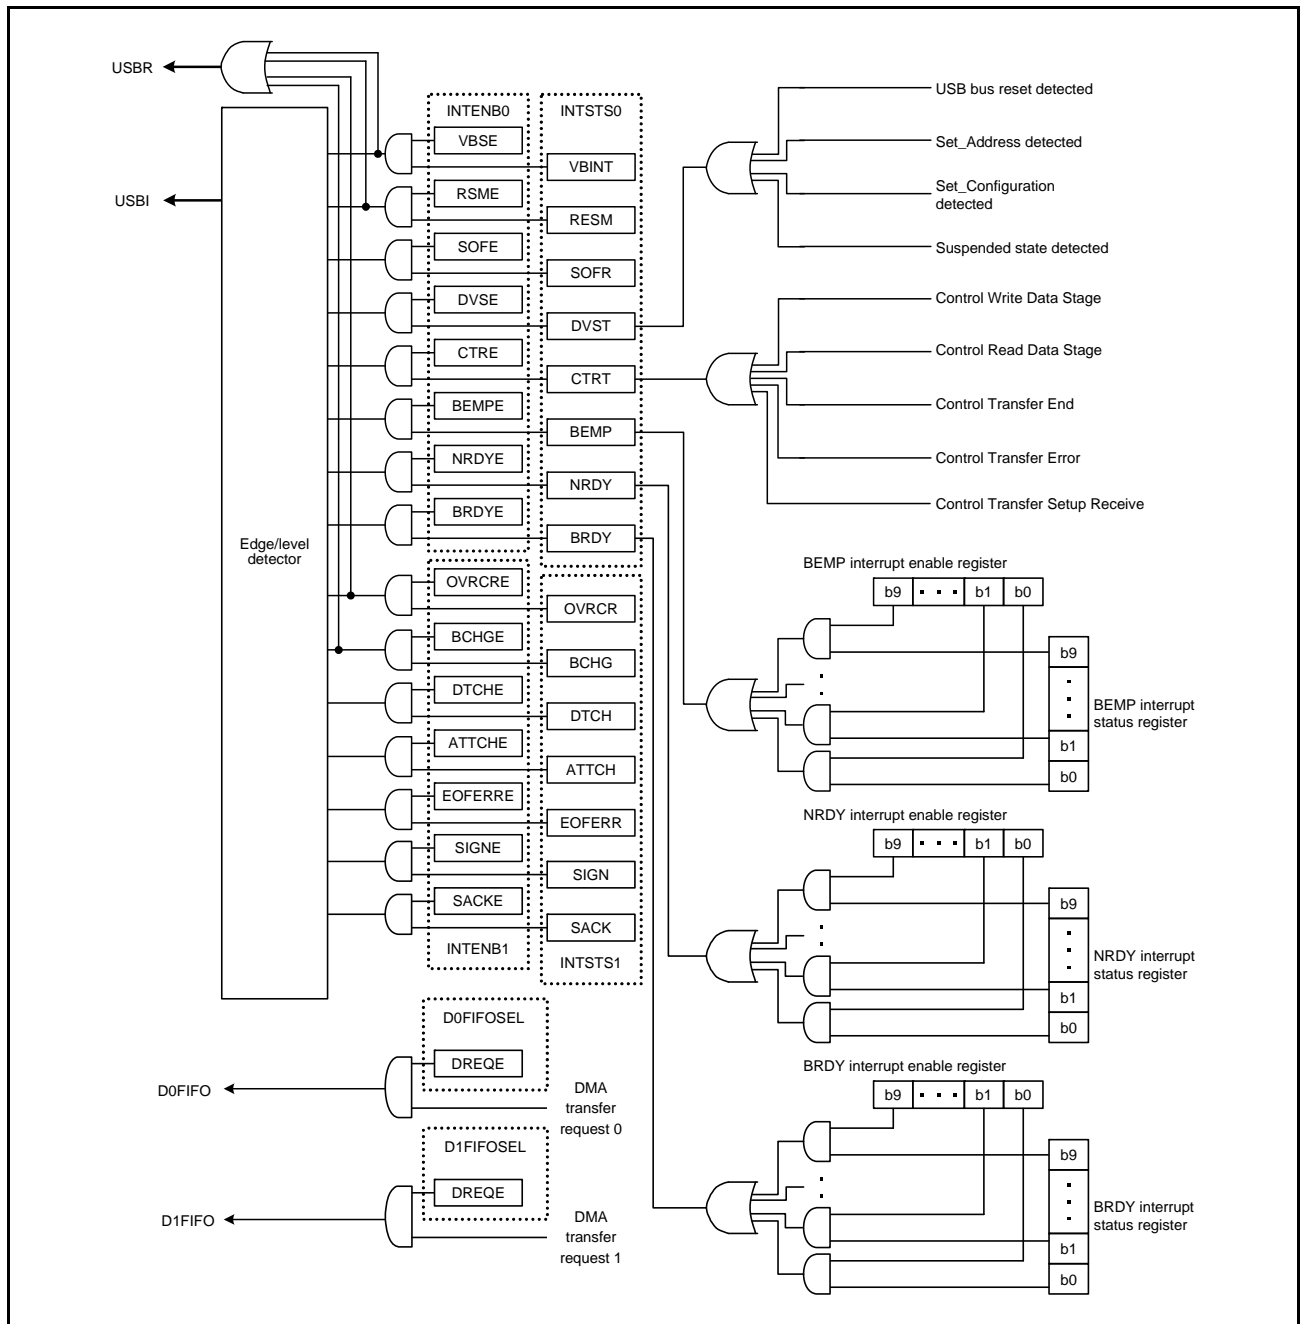 USBR
USBI
Edge/level
detector
INTENB0
VBSE
RSME
SOFE
DVSE
CTRE
BEMPE
NRDYE
BRDYE
OVRCRE
BCHGE
DTCHE
ATTCHE
EOFERRE
SIGNE
SACKE
INTENB1
INTSTS0
VBINT
RESM
SOFR
DVST
CTRT
BEMP
NRDY
BRDY
OVRCR
BCHG
DTCH
ATTCH
EOFERR
SIGN
SACK
INTSTS1
USB bus reset detected
Set_Address detected
Set_Configuration
detected
Suspended state detected
Control Write Data Stage
Control Read Data Stage
Control Transfer End
Control Transfer Error
Control Transfer Setup Receive
BEMP interrupt enable register
b9 · · · b1 b0
b9
b1
b0
BEMP interrupt
status register
NRDY interrupt enable register
b9 · · · b1 b0
b9
b1
b0
NRDY interrupt
status register
BRDY interrupt enable register
b9 · · · b1 b0
b9
b1
b0
BRDY interrupt
status register
D0FIFO
D0FIFOSEL
DREQE
DMA
transfer
request 0
D1FIFO
D1FIFOSEL
DREQE
DMA
transfer
request 1